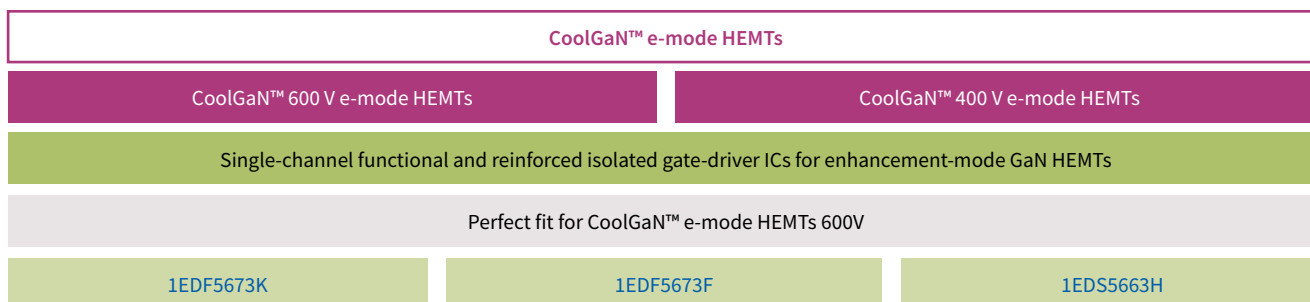 CoolGaN™ e-mode HEMTs
CoolGaN™ 600 V e-mode HEMTs
CoolGaN™ 400 V e-mode HEMTs
Single-channel functional and reinforced isolated gate-driver ICs for enhancement-mode GaN HEMTs
Perfect fit for CoolGaN™ e-mode HEMTs 600V
1EDF5673K
1EDF5673F
1EDS5663H